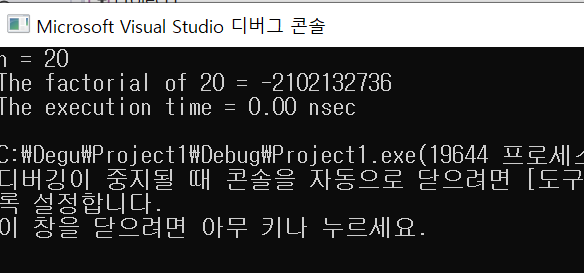 Microsoft Visual Studio 디버그 콘솔
n = 20
The factorial of 20 = -2102132736
The execution time = 0.00 nsec
C:₩Degu₩Project1₩Debug₩Project1.exe(19644 프로세스
디버깅이 중지될 때 콘솔을 자동으로 닫으려면 [도구
록 설정합니다.
이 창을 닫으려면 아무 키나 누르세요.